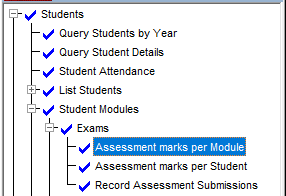 Students
Query Students by Year
Query Student Details
Student Attendance
List Students
Student Modules
Exams
Assessment marks per Module
Assessment marks per Student
Record Assessment Submissions